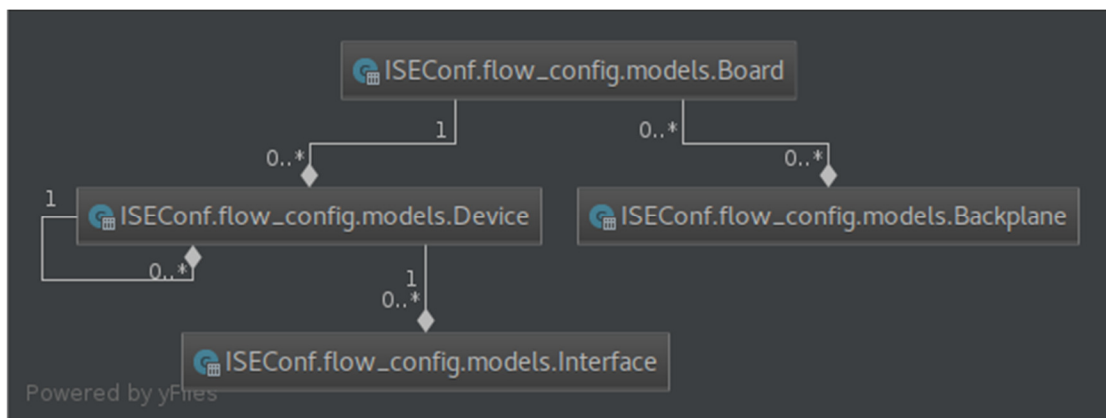 ISEConf.flow_config.models.Board
1
0..*
0..*
0..*
1
ISEConf.flow_config.models.Device
ISEConf.flow_config.models.Backplane
0..*
1
0..*
ISEConf.flow_config.models.Interface
Powered by yFiles